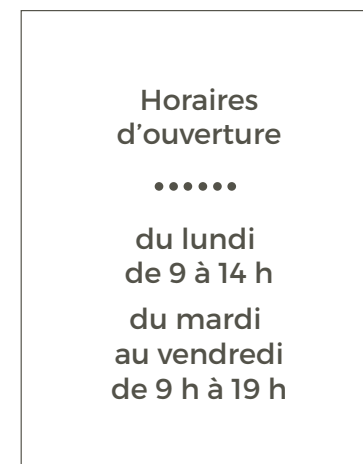 Horaires
d’ouverture
••••••
du lundi
de 9 à 14 h
du mardi
au vendredi
de 9 h à 19 h